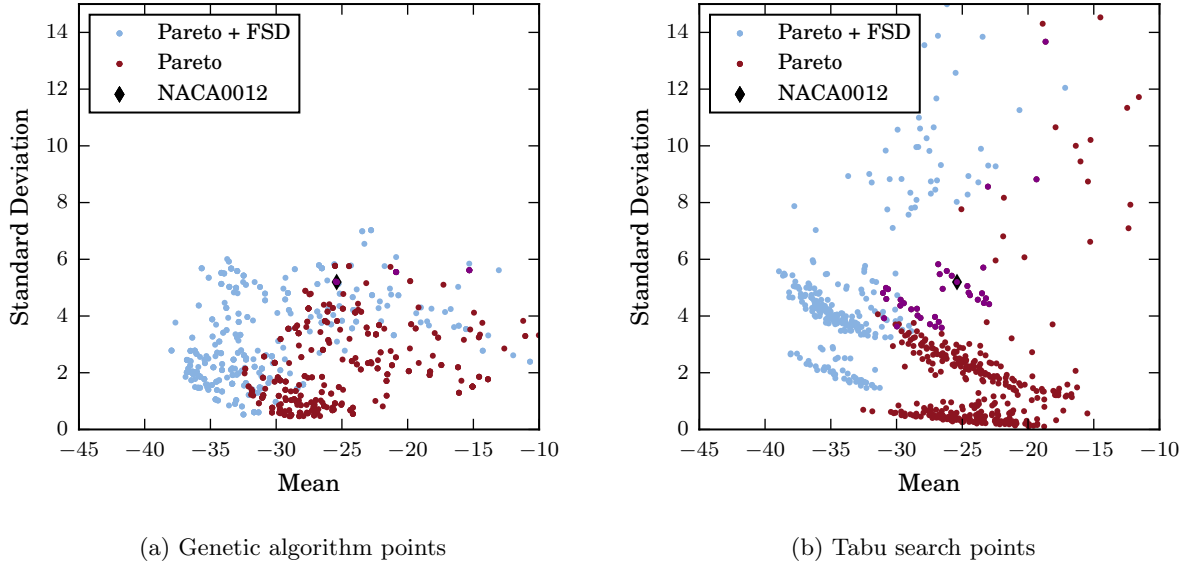 Pareto + FSD
Pareto
NACA0012
14
12
10
8
6
4
2
0
Standard Deviation
−45 −40 −35 −30 −25 −20 −15 −10
Mean
(a) Genetic algorithm points
Pareto + FSD
Pareto
NACA0012
14
12
10
8
6
4
2
0
Standard Deviation
−45 −40 −35 −30 −25 −20 −15 −10
Mean
(b) Tabu search points